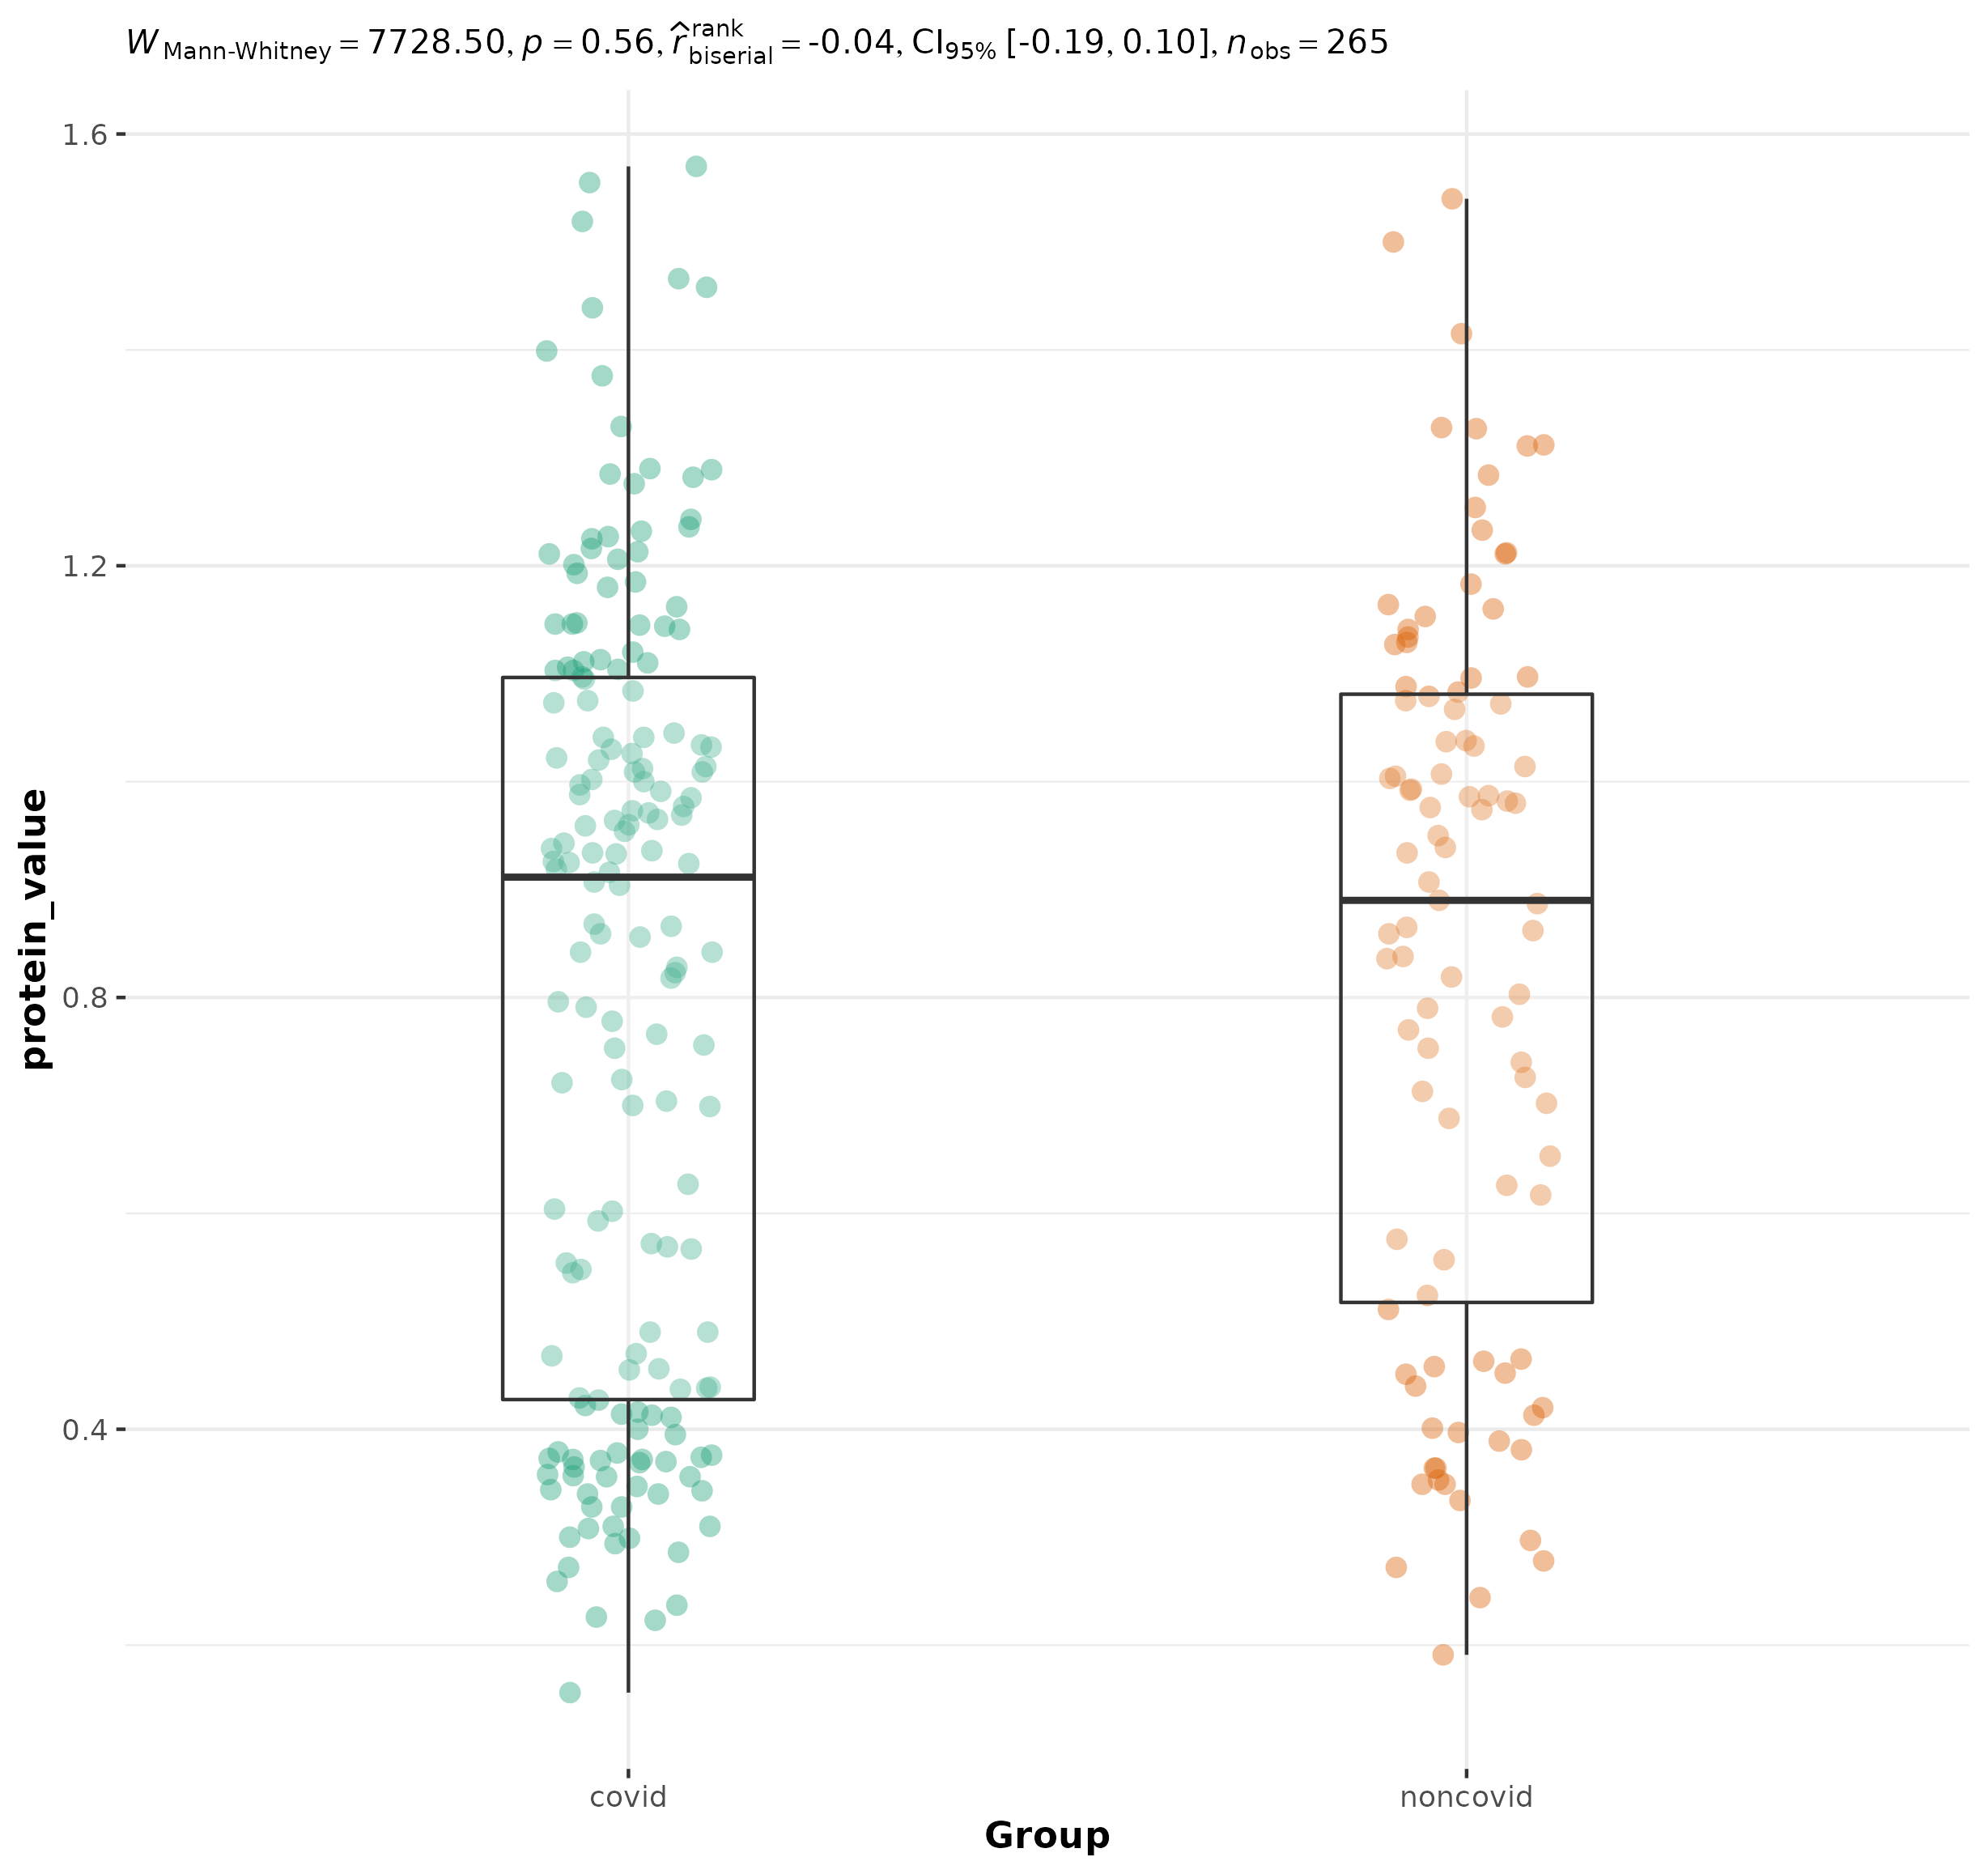 W Mann-Whitney = 7728.50, p = 0.56, r̂ rank biserial = -0.04, CI95% [-0.19, 0.10], n obs = 265
1.6
1.2
0.8
0.4
protein_value
covid noncovid
Group